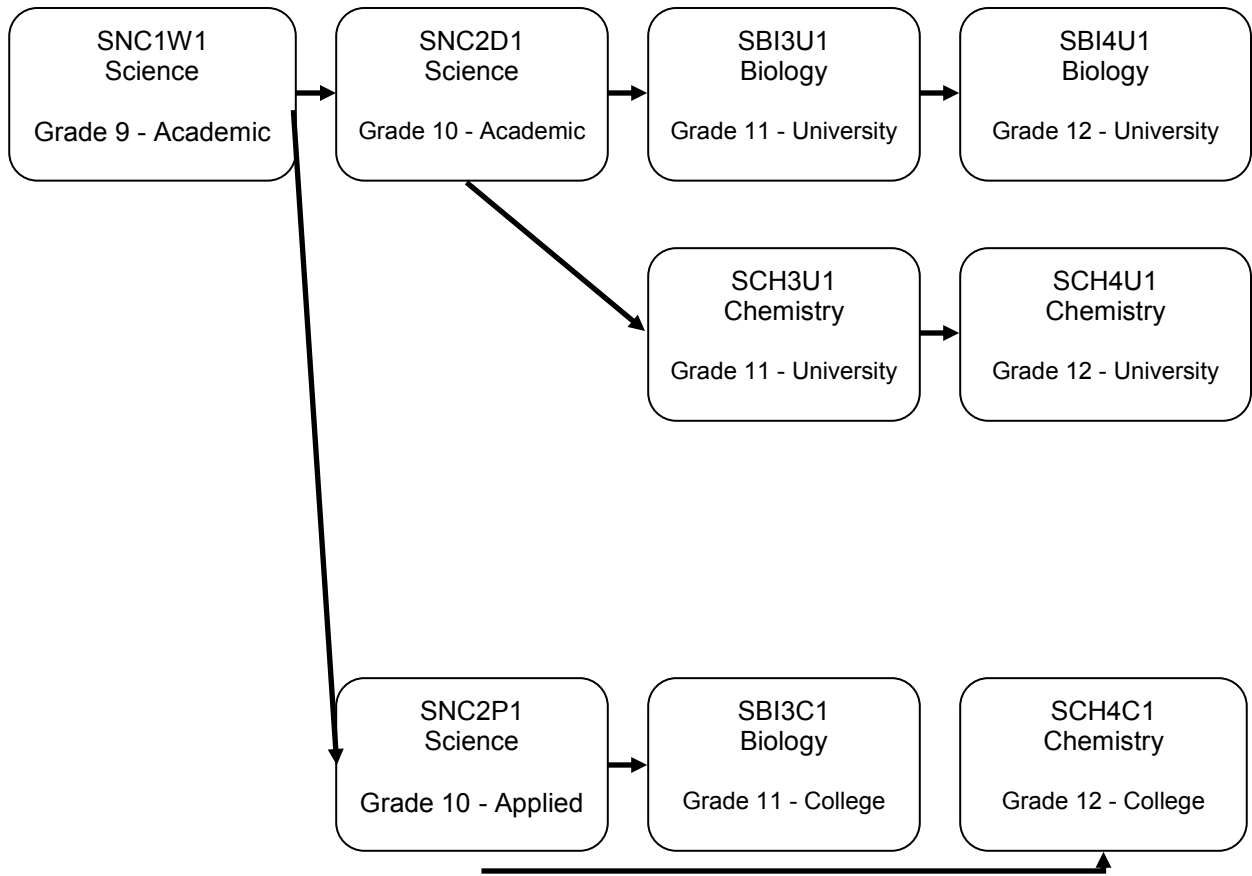 SNC1W1
Science
Grade 9 - Academic
SNC2D1
Science
Grade 10 - Academic
SBI3U1
Biology
Grade 11 - University
SBI4U1
Biology
Grade 12 - University
SCH3U1
Chemistry
Grade 11 - University
SCH4U1
Chemistry
Grade 12 - University
SNC2P1
Science
Grade 10 - Applied
SBI3C1
Biology
Grade 11 - College
SCH4C1
Chemistry
Grade 12 - College